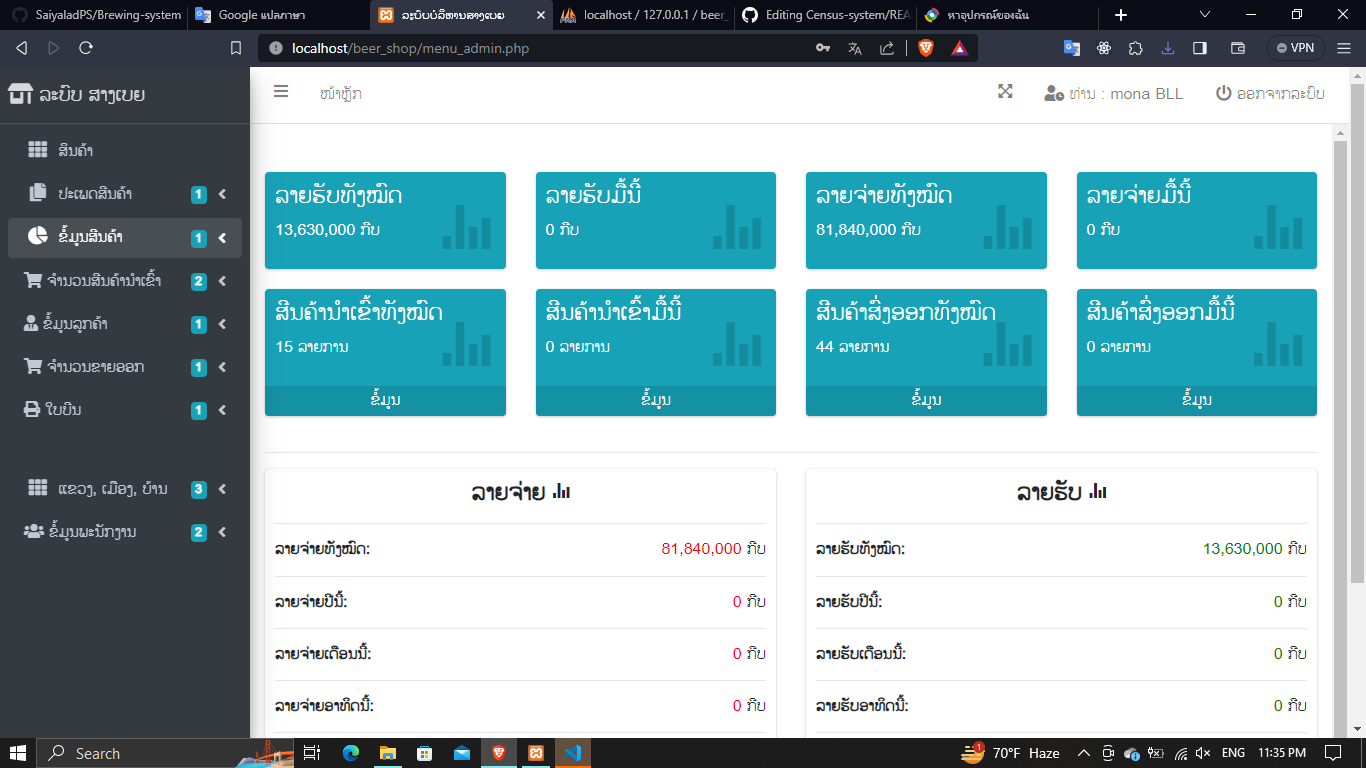 SaiyaladPS/Brewing-system
Google แปลภาษา
ລະບົບບໍລິຫານສາງເບຍ
localhost / 127.0.0.1 / beer_
Editing Census-system/REA
หาอุปกรณ์ของฉัน
localhost/beer_shop/menu_admin.php
VPN
ລະບົບ ສາງເບຍ
ໜ້າຫຼັກ
ທ່ານ : mona BLL
ອອກຈາກລະບົບ
ສິນຄ້າ
ປະເພດສິນຄ້າ 1
ຂໍ້ມູນສິນຄ້າ 1
ຈຳນວນສິນຄ້ານຳເຂົ້າ 2
ຂໍ້ມູນລູກຄ້າ 1
ຈຳນວນຂາຍອອກ 1
ໃບບິນ 1
ແຂວງ, ເມືອງ, ບ້ານ 3
ຂໍ້ມູນພະນັກງານ 2
ລາຍຮັບທັງໝົດ
13,630,000 ກີບ
ລາຍຮັບມື້ນີ້
0 ກີບ
ລາຍຈ່າຍທັງໝົດ
81,840,000 ກີບ
ລາຍຈ່າຍມື້ນີ້
0 ກີບ
ສິນຄ້ານຳເຂົ້າທັງໝົດ
15 ລາຍການ
ຂໍ້ມູນ
ສິນຄ້ານຳເຂົ້າມື້ນີ້
0 ລາຍການ
ຂໍ້ມູນ
ສິນຄ້າສົ່ງອອກທັງໝົດ
44 ລາຍການ
ຂໍ້ມູນ
ສິນຄ້າສົ່ງອອກມື້ນີ້
0 ລາຍການ
ຂໍ້ມູນ
ລາຍຈ່າຍ
ລາຍຈ່າຍທັງໝົດ: 81,840,000 ກີບ
ລາຍຈ່າຍປີນີ້: 0 ກີບ
ລາຍຈ່າຍເດືອນນີ້: 0 ກີບ
ລາຍຈ່າຍອາທິດນີ້: 0 ກີບ
ລາຍຮັບ
ລາຍຮັບທັງໝົດ: 13,630,000 ກີບ
ລາຍຮັບປີນີ້: 0 ກີບ
ລາຍຮັບເດືອນນີ້: 0 ກີບ
ລາຍຮັບອາທິດນີ້: 0 ກີບ
Search
1
70°F Haze
ENG
11:35 PM